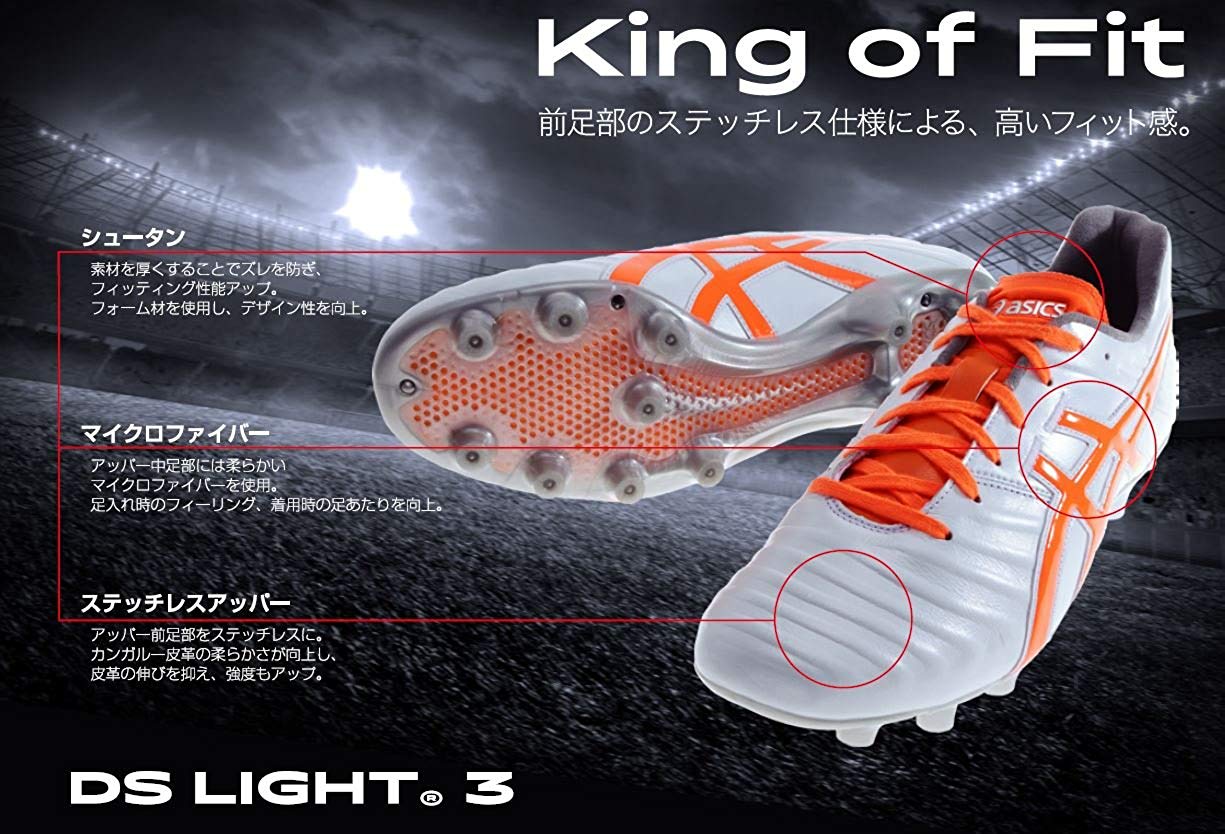 King of Fit
前足部のステッチレス仕様による、高いフィット感。
シュータン
素材を厚くすることでズレを防ぎ、
フィッティング性能アップ。
フォーム材を使用し、デザイン性を向上。
asics
マイクロファイバー
アッパー中足部には柔らかい
マイクロファイバーを使用。
足入れ時のフィーリング、着用時の足あたりを向上。
ステッチレスアッパー
アッパー前足部をステッチレスに。
カンガルー皮革の柔らかさが向上し、
皮革の伸びを抑え、強度もアップ。
DS LIGHT® 3